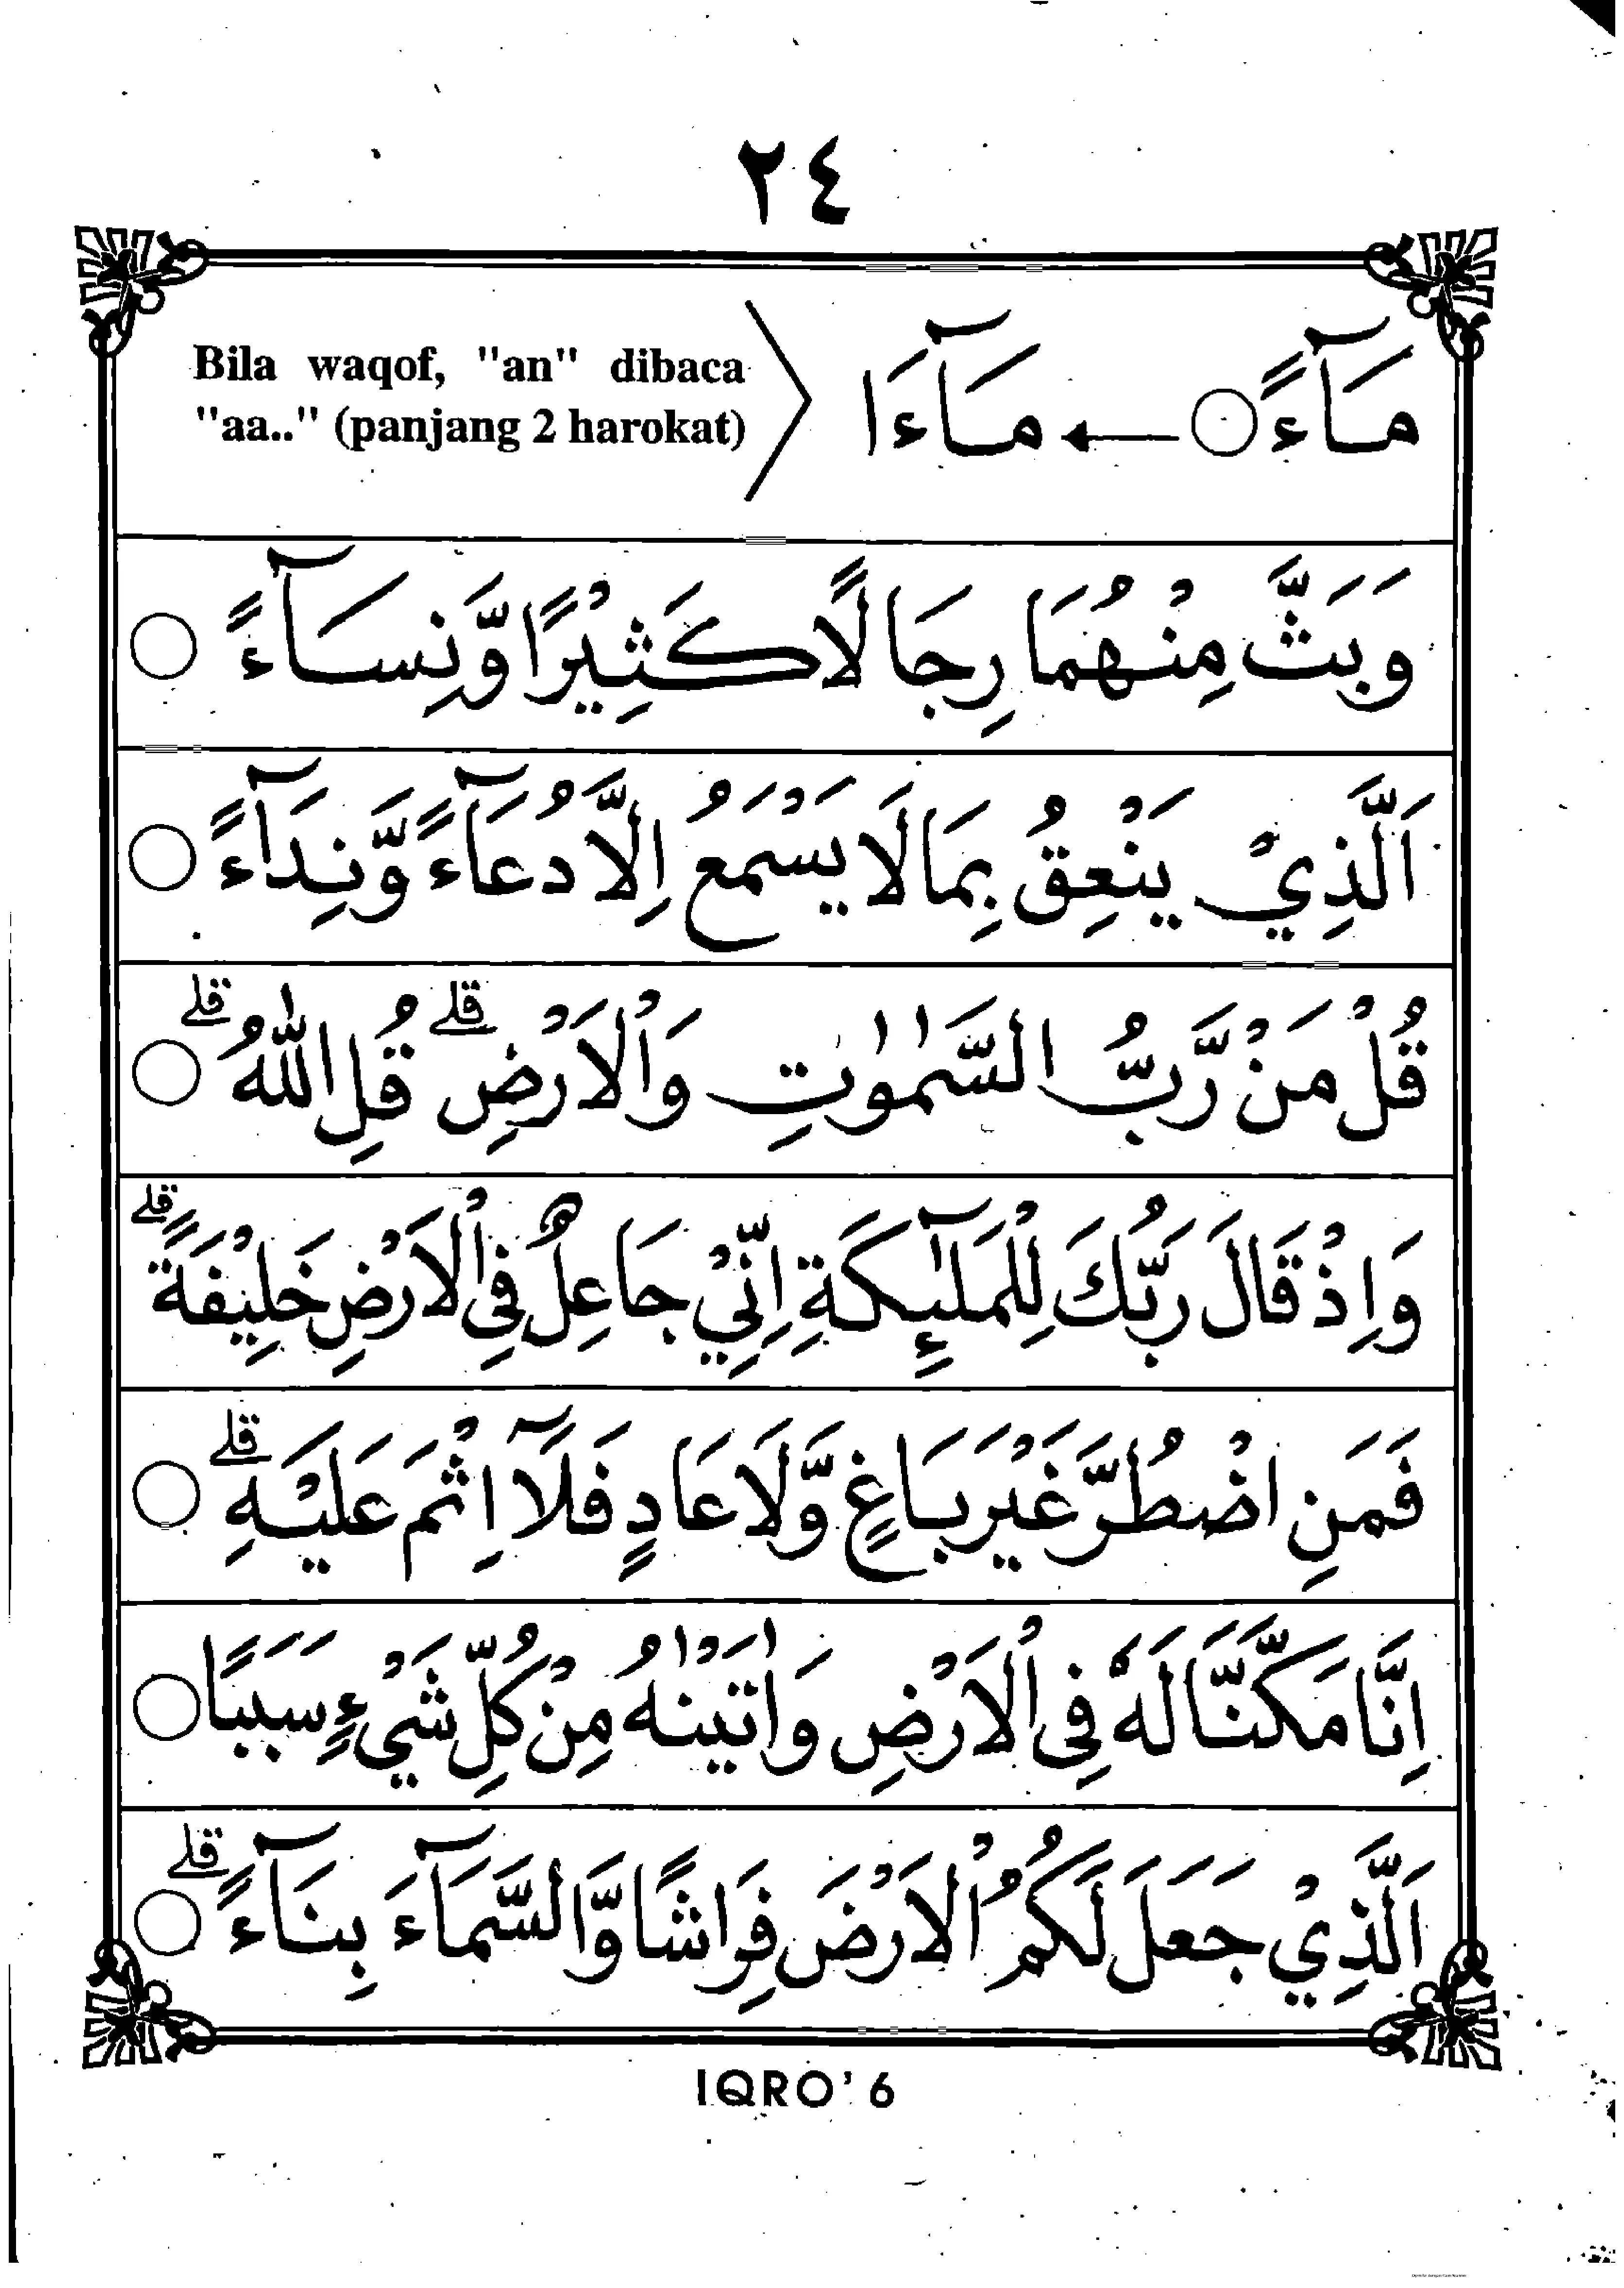 ٢٤
مَآءً ○ ← مَآءَا
Bila waqof, "an" dibaca
"aa.." (panjang 2 harokat)
وَبَثَّ مِنْهُمَا رِجَالًا كَثِيْرًا وَّنِسَآءً ○
اَلَّذِيْ يَنْعِقُ بِمَا لَا يَسْمَعُ اِلَّا دُعَآءً وَّنِدَآءً ○
قُلْ مَنْ رَّبُّ السَّمٰوٰتِ وَالْاَرْضِ ۗ قُلِ اللّٰهُ ۗ ○
وَاِذْ قَالَ رَبُّكَ لِلْمَلٰٓىِٕكَةِ اِنِّيْ جَاعِلٌ فِى الْاَرْضِ خَلِيْفَةً ۗ
فَمَنِ اضْطُرَّ غَيْرَ بَاغٍ وَّلَا عَادٍ فَلَآ اِثْمَ عَلَيْهِ ۗ ○
اِنَّا مَكَّنَّا لَهٗ فِى الْاَرْضِ وَاٰتَيْنٰهُ مِنْ كُلِّ شَيْءٍ سَبَبًا ○
اَلَّذِيْ جَعَلَ لَكُمُ الْاَرْضَ فِرَاشًا وَّالسَّمَآءَ بِنَآءً ۗ ○
IQRO' 6